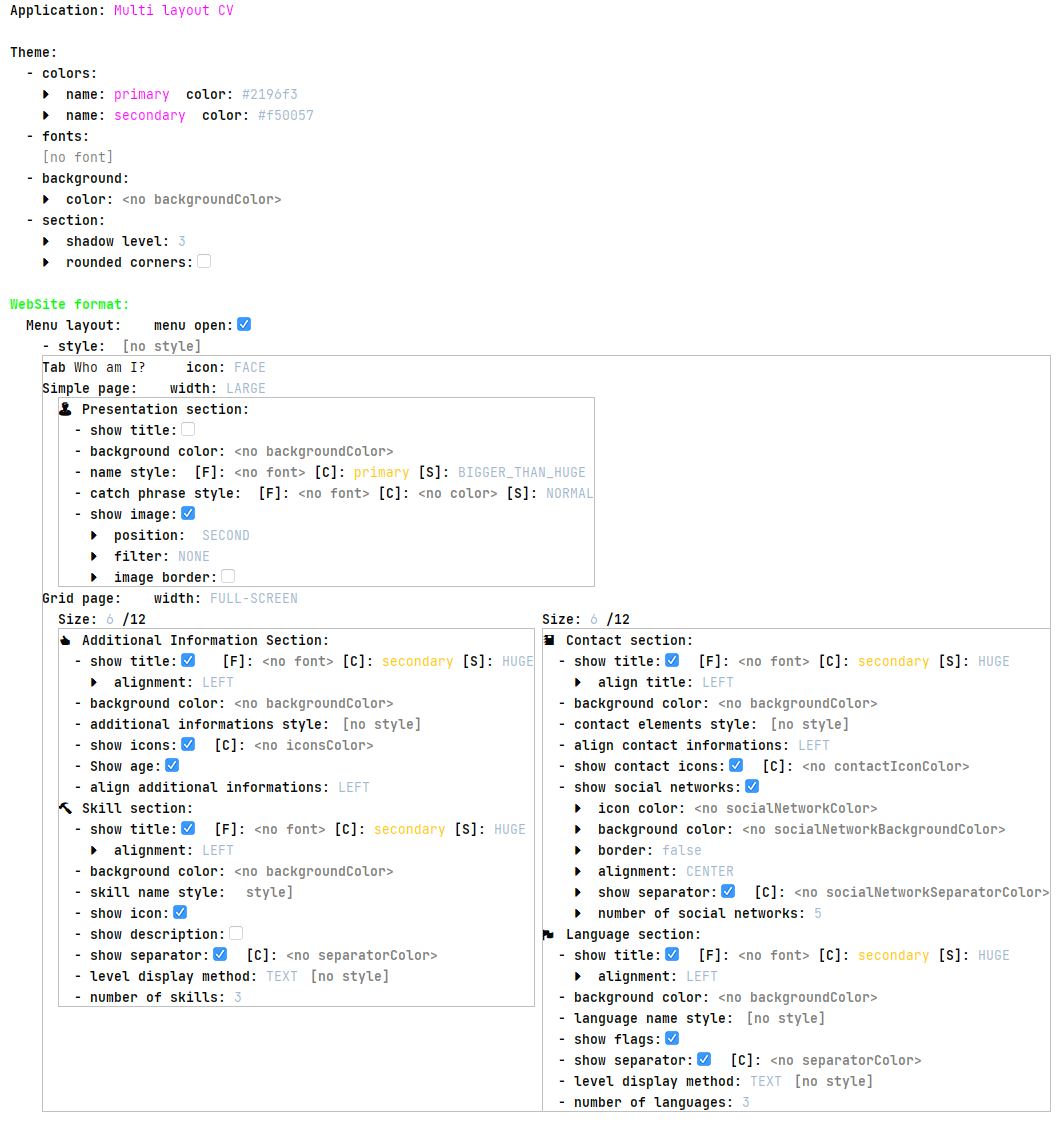 Application: Multi layout CV
Theme:
- colors:
name: primary color: #2196f3
name: secondary color: #f50057
- fonts:
[no font]
- background:
color: <no backgroundColor>
- section:
shadow level: 3
rounded corners:
WebSite format:
Menu layout: menu open:
- style: [no style]
Tab Who am I? icon: FACE
Simple page: width: LARGE
Presentation section:
- show title:
- background color: <no backgroundColor>
- name style: [F]: <no font> [C]: primary [S]: BIGGER_THAN_HUGE
- catch phrase style: [F]: <no font> [C]: <no color> [S]: NORMAL
- show image:
position: SECOND
filter: NONE
image border:
Grid page: width: FULL-SCREEN
Size: 6 /12
Additional Information Section:
- show title: [F]: <no font> [C]: secondary [S]: HUGE
alignment: LEFT
- background color: <no backgroundColor>
- additional informations style: [no style]
- show icons: [C]: <no iconsColor>
- Show age:
- align additional informations: LEFT
Skill section:
- show title: [F]: <no font> [C]: secondary [S]: HUGE
alignment: LEFT
- background color: <no backgroundColor>
- skill name style: style]
- show icon:
- show description:
- show separator: [C]: <no separatorColor>
- level display method: TEXT [no style]
- number of skills: 3
Size: 6 /12
Contact section:
- show title: [F]: <no font> [C]: secondary [S]: HUGE
align title: LEFT
- background color: <no backgroundColor>
- contact elements style: [no style]
- align contact informations: LEFT
- show contact icons: [C]: <no contactIconColor>
- show social networks:
icon color: <no socialNetworkColor>
background color: <no socialNetworkBackgroundColor>
border: false
alignment: CENTER
show separator: [C]: <no socialNetworkSeparatorColor>
number of social networks: 5
Language section:
- show title: [F]: <no font> [C]: secondary [S]: HUGE
alignment: LEFT
- background color: <no backgroundColor>
- language name style: [no style]
- show flags:
- show separator: [C]: <no separatorColor>
- level display method: TEXT [no style]
- number of languages: 3